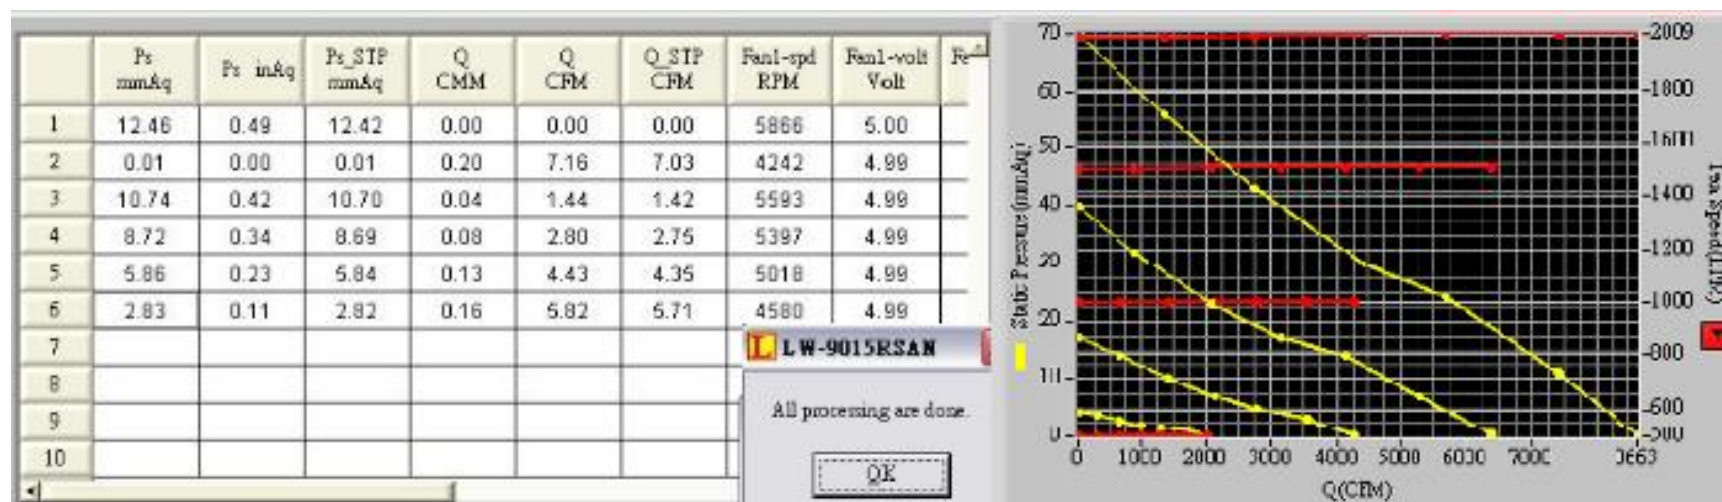 Ps mmAq Ps inAq Ps_STP mmAq Q CMM Q CFM Q_STP CFM Fan1-spd RPM Fan1-volt Volt
1 12.46 0.49 12.42 0.00 0.00 0.00 5866 5.00
2 0.01 0.00 0.01 0.20 7.16 7.03 4242 4.99
3 10.74 0.42 10.70 0.04 1.44 1.42 5593 4.99
4 8.72 0.34 8.69 0.08 2.80 2.75 5397 4.99
5 5.86 0.23 5.84 0.13 4.43 4.35 5018 4.99
6 2.83 0.11 2.82 0.16 5.82 5.71 4580 4.99
7
8
9
10
LW-9015RSAN
All processing are done.
OK
Static Pressure(mmAq)
70
60
50
40
20
10
0
2009
1800
1600
1400
1200
1000
800
600
0 1000 2000 3000 4000 5000 6000 7000
Q(CFM)